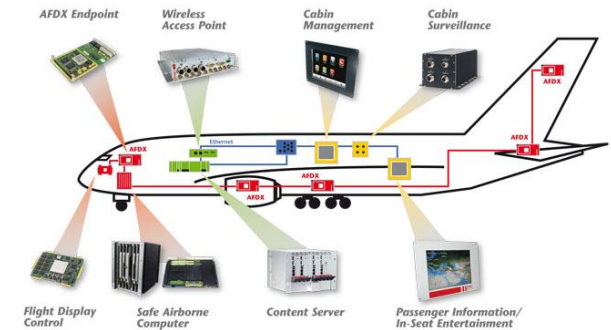 AFDX Endpoint
Wireless
Access Point
Cabin
Management
Cabin
Surveillance
AFDX
AFDX
AFDX
Ethernet
AFDX
AFDX
Flight Display
Control
Safe Airborne
Computer
Content Server
Passenger Information/
In-Seat Entertainment